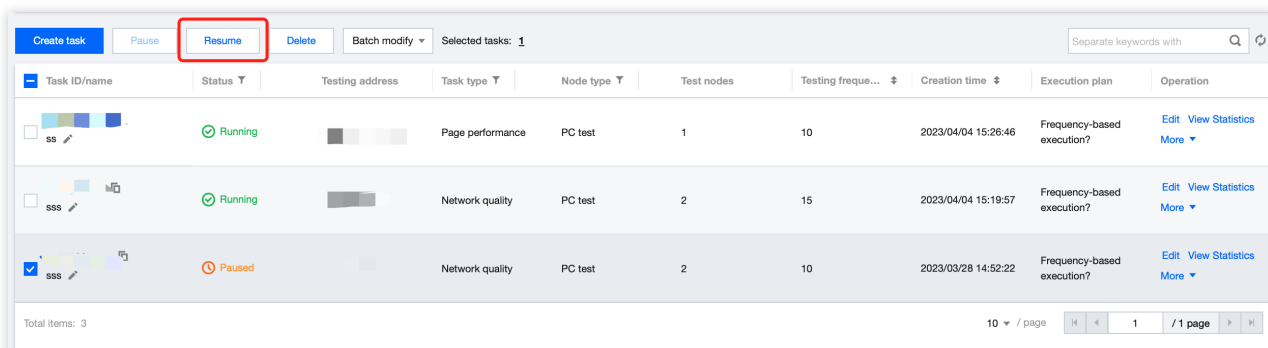 Create task Pause Resume Delete Batch modify Selected tasks: 1 Separate keywords with
Task ID/name Status Testing address Task type Node type Test nodes Testing freque... Creation time Execution plan Operation
ss Running Page performance PC test 1 10 2023/04/04 15:26:46 Frequency-based execution? Edit View Statistics More
sss Running Network quality PC test 2 15 2023/04/04 15:19:57 Frequency-based execution? Edit View Statistics More
sss Paused Network quality PC test 2 10 2023/03/28 14:52:22 Frequency-based execution? Edit View Statistics More
Total items: 3 10 / page 1 / 1 page